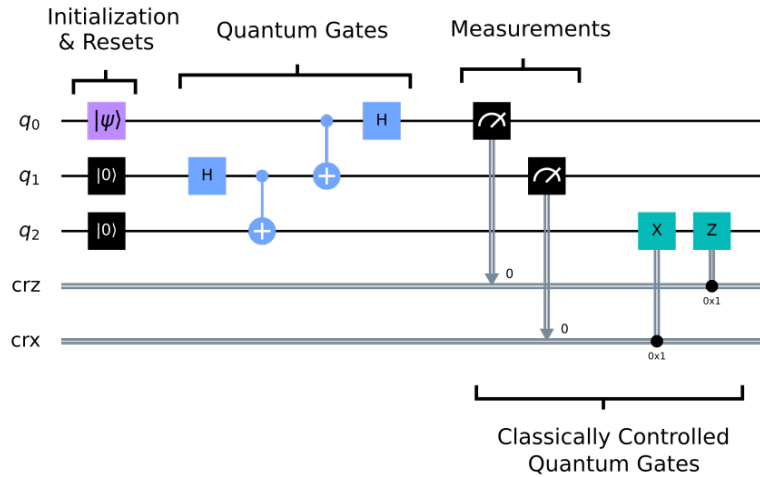 Initialization
& Resets
Quantum Gates
Measurements
q0 |ψ⟩ H
q1 |0⟩ H
q2 |0⟩ X Z
crz 0 0x1
crx 0 0x1
Classically Controlled
Quantum Gates